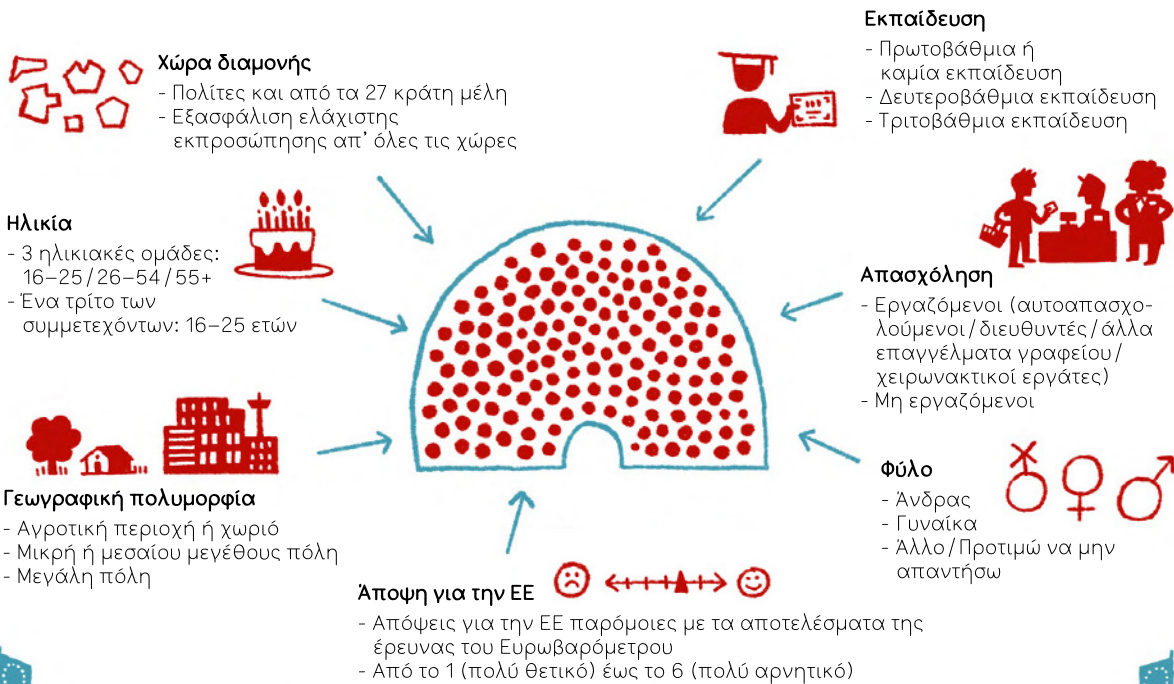 Χώρα διαμονής
- Πολίτες και από τα 27 κράτη μέλη
- Εξασφάλιση ελάχιστης
εκπροσώπησης απ' όλες τις χώρες
Εκπαίδευση
- Πρωτοβάθμια ή
καμία εκπαίδευση
- Δευτεροβάθμια εκπαίδευση
- Τριτοβάθμια εκπαίδευση
Ηλικία
- 3 ηλικιακές ομάδες:
16–25/26–54/55+
- Ένα τρίτο των
συμμετεχόντων: 16–25 ετών
Απασχόληση
- Εργαζόμενοι (αυτοαπασχο-
λούμενοι/διευθυντές/άλλα
επαγγέλματα γραφείου/
χειρωνακτικοί εργάτες)
- Μη εργαζόμενοι
Γεωγραφική πολυμορφία
- Αγροτική περιοχή ή χωριό
- Μικρή ή μεσαίου μεγέθους πόλη
- Μεγάλη πόλη
Φύλο
- Άνδρας
- Γυναίκα
- Άλλο/Προτιμώ να μην
απαντήσω
Άποψη για την ΕΕ
- Απόψεις για την ΕΕ παρόμοιες με τα αποτελέσματα της
έρευνας του Ευρωβαρόμετρου
- Από το 1 (πολύ θετικό) έως το 6 (πολύ αρνητικό)